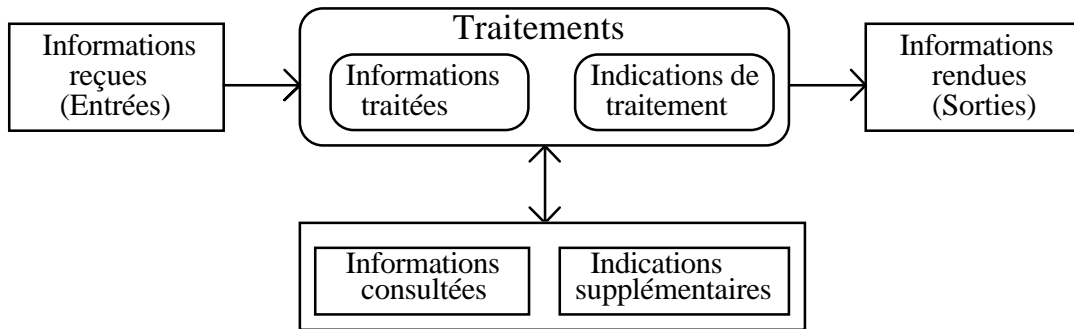 Informations
reçues
(Entrées)
Traitements
Informations
traitées
Indications de
traitement
Informations
rendues
(Sorties)
Informations
consultées
Indications
supplémentaires